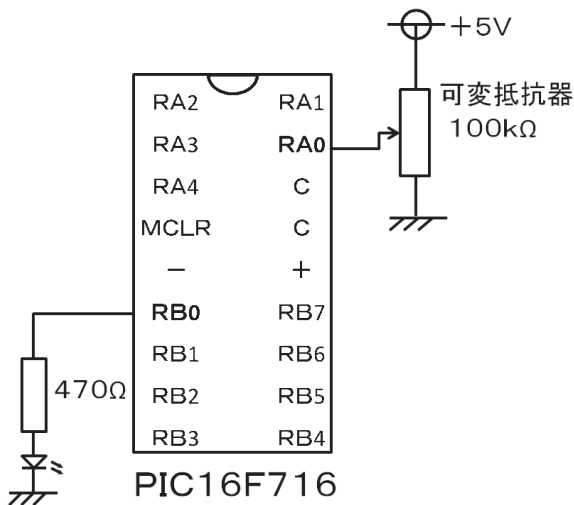 +5V
可変抵抗器
100kΩ
RA2 RA1
RA3 RA0
RA4 C
MCLR C
− +
RB0 RB7
RB1 RB6
470Ω
RB2 RB5
RB3 RB4
PIC16F716